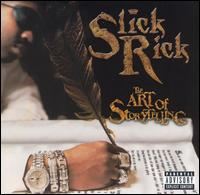 Slick
Rick
The
ART OF
STORYTELLING
PARENTAL
ADVISORY
EXPLICIT CONTENT